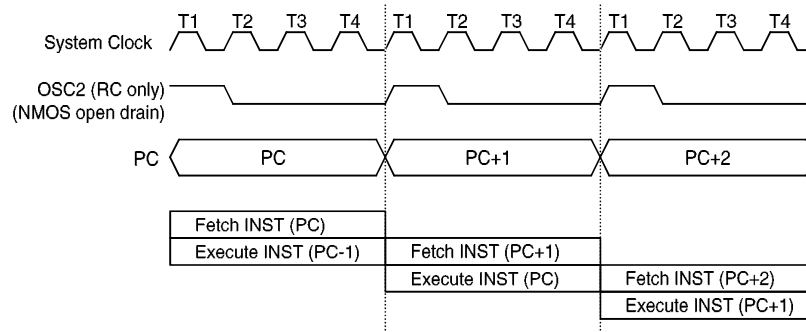 T1 T2 T3 T4 T1 T2 T3 T4 T1 T2 T3 T4
System Clock
OSC2 (RC only)
(NMOS open drain)
PC PC PC+1 PC+2
Fetch INST (PC)
Execute INST (PC-1) Fetch INST (PC+1)
Execute INST (PC) Fetch INST (PC+2)
Execute INST (PC+1)